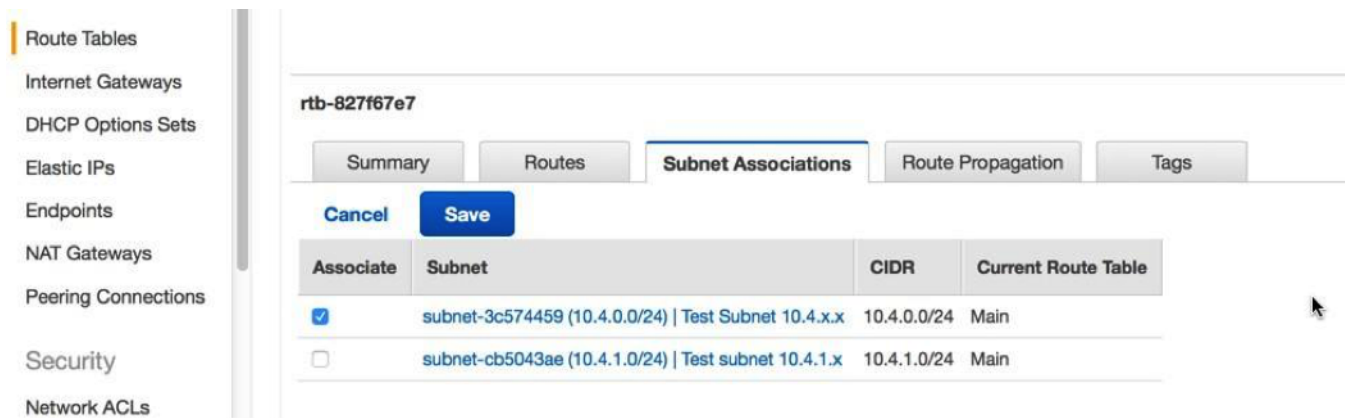 Route Tables
Internet Gateways
DHCP Options Sets
Elastic IPs
Endpoints
NAT Gateways
Peering Connections
Security
Network ACLs
rtb-827f67e7
Summary Routes Subnet Associations Route Propagation Tags
Cancel Save
Associate Subnet CIDR Current Route Table
subnet-3c574459 (10.4.0.0/24) | Test Subnet 10.4.x.x 10.4.0.0/24 Main
subnet-cb5043ae (10.4.1.0/24) | Test subnet 10.4.1.x 10.4.1.0/24 Main